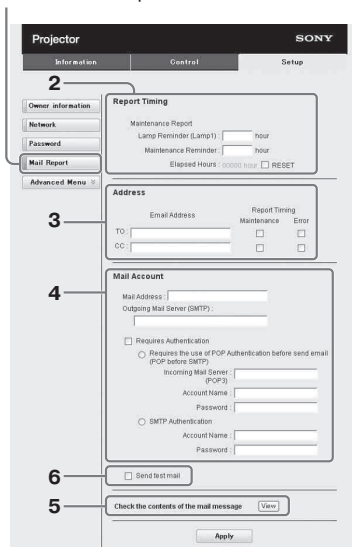 Projector SONY
Information Control Setup
2
Owner information
Network
Password
Mail Report
Advanced Menu
Report Timing
Maintenance Report
Lamp Reminder (Lamp1) : hour
Maintenance Reminder : hour
Elapsed Hours : 00000 hour RESET
3
Address
Email Address Report Timing
Maintenance Error
TO :
CC :
4
Mail Account
Mail Address :
Outgoing Mail Server (SMTP) :
Requires Authentication
Requires the use of POP Authentication before send email
(POP before SMTP)
Incoming Mail Server :
(POP3)
Account Name :
Password :
SMTP Authentication
Account Name :
Password :
6
Send test mail
5
Check the contents of the mail message View
Apply